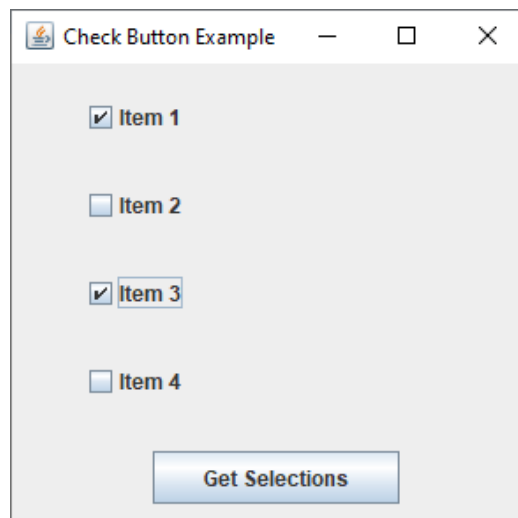 Check Button Example
Item 1
Item 2
Item 3
Item 4
Get Selections